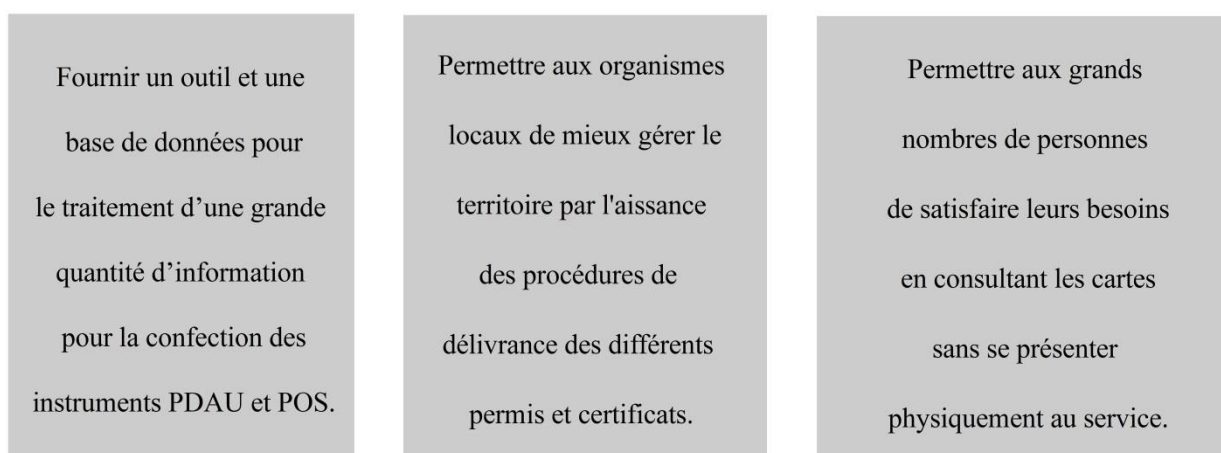 Fournir un outil et une
base de données pour
le traitement d’une grande
quantité d’information
pour la confection des
instruments PDAU et POS.
Permettre aux organismes
locaux de mieux gérer le
territoire par l'aissance
des procédures de
délivrance des différents
permis et certificats.
Permettre aux grands
nombres de personnes
de satisfaire leurs besoins
en consultant les cartes
sans se présenter
physiquement au service.